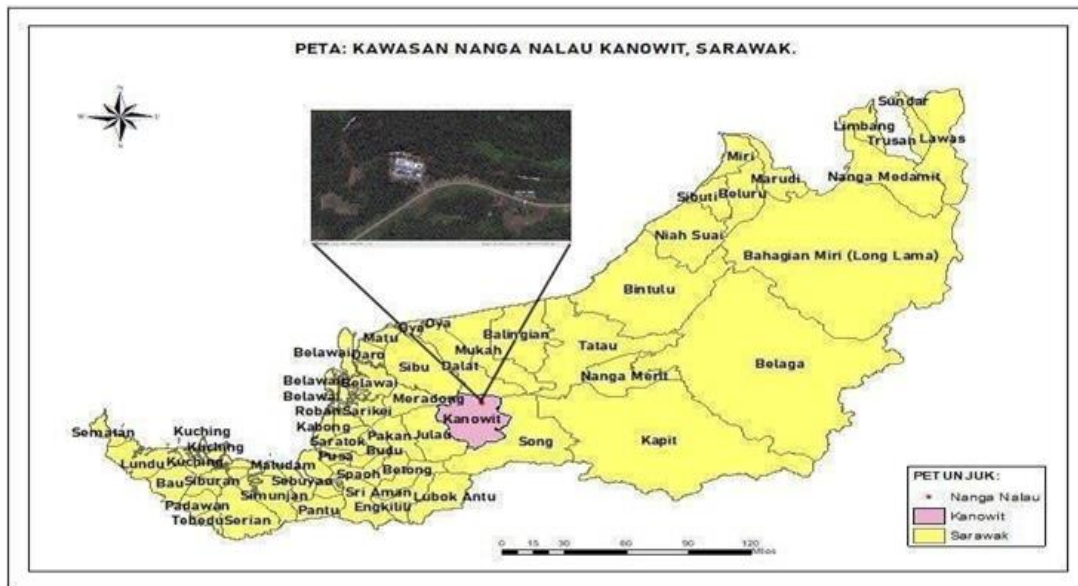 PETA: KAWASAN NANGA NALAU KANOWIT, SARAWAK.
N
W
Sundar
Limbang
Trusan
Lawas
Miri
Marudi
Nanga Medamit
Sibuti
Beluru
Niah Suai
Bahagian Miri (Long Lama)
Bintulu
Oya
Oya
Matu
Balingian
Mukah
Tatau
Belawai
Daro
Sibu
Dalat
Belaga
Nanga Merit
Belawai
Belawai
Belawai
Meradong
Roban
Sarikei
Kanowit
Kabong
Sematan
Kuching
Saratok
Pakan
Julau
Song
Kapit
Kuching
Budu
Lundu
Kuching
Maludam
Pusa
Bau
Siburan
Sebuyau
Spaoh
Betong
Simunjan
Sri Aman
Lubok Antu
Padawan
Pantu
Engkilili
Tebedu
Serian
PETUNJUK:
Nanga Nalau
Kanowit
Sarawak
0 15 30 60 90 120
Miles